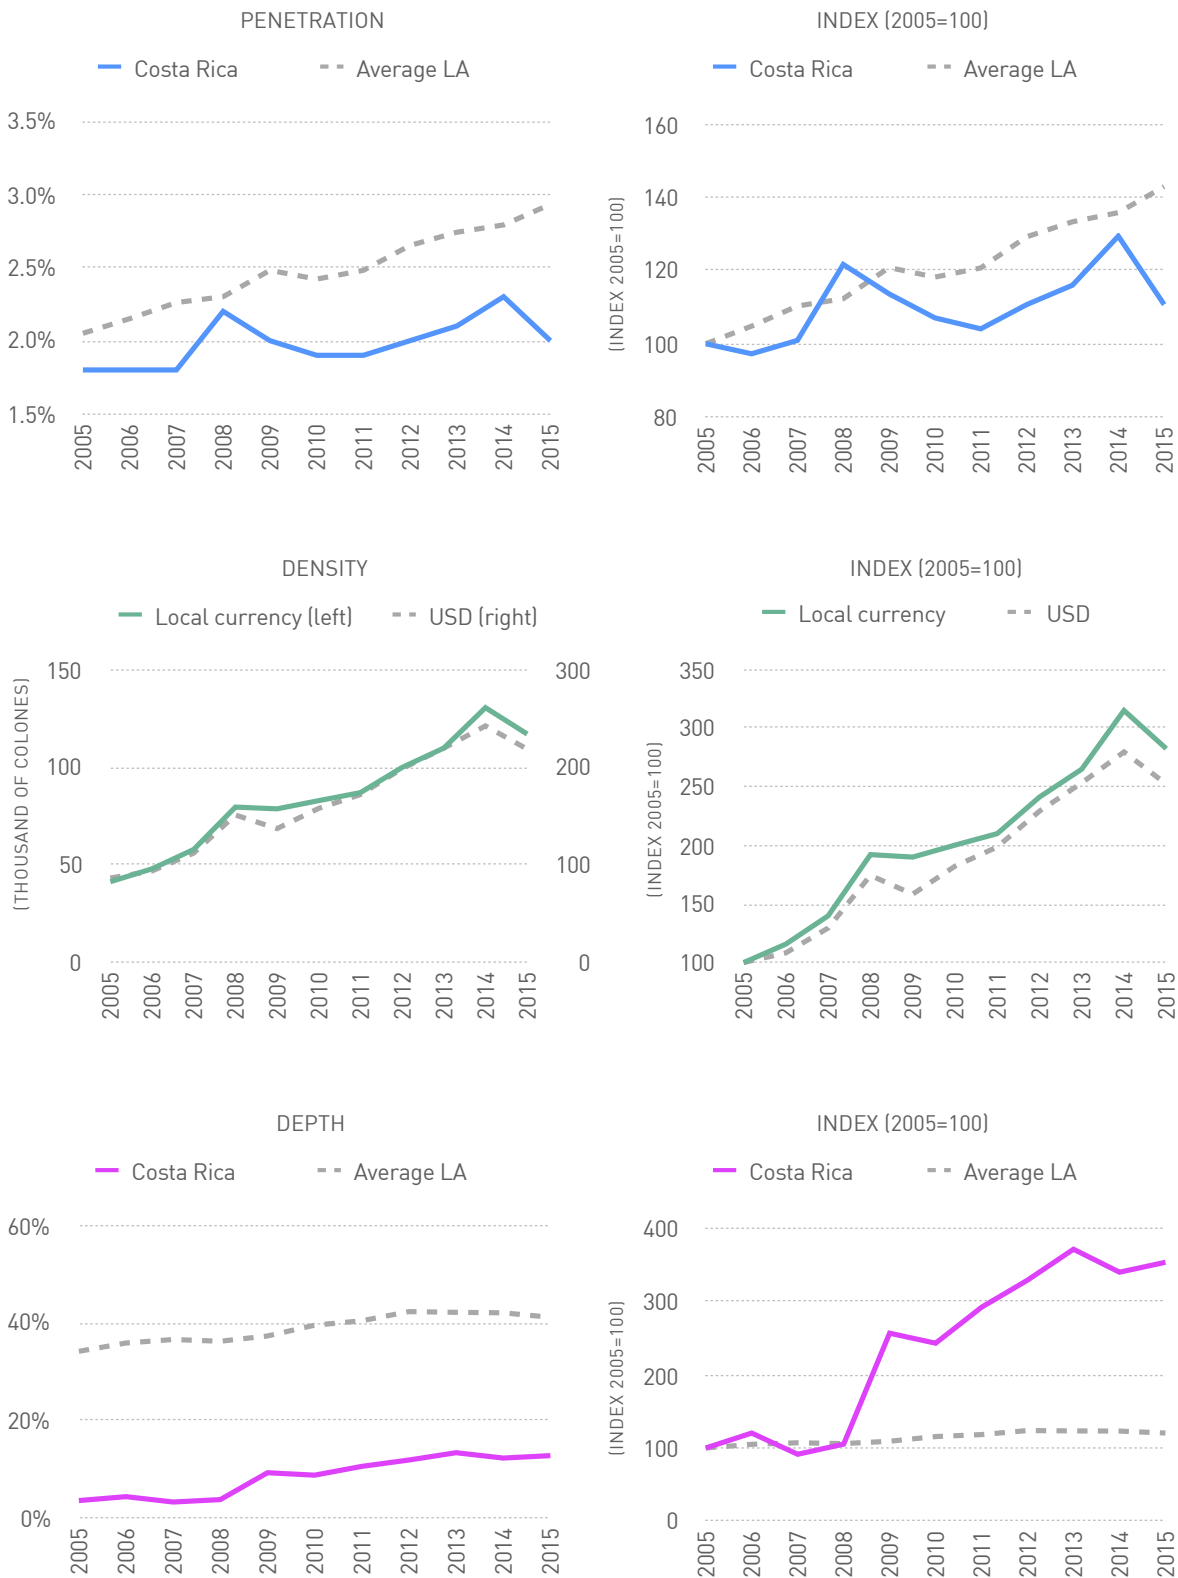 PENETRATION
Costa Rica Average LA
3.5%
3.0%
2.5%
2.0%
1.5%
2005 2006 2007 2008 2009 2010 2011 2012 2013 2014 2015
INDEX (2005=100)
Costa Rica Average LA
(INDEX 2005=100)
160
140
120
100
80
2005 2006 2007 2008 2009 2010 2011 2012 2013 2014 2015
DENSITY
Local currency (left) USD (right)
(THOUSAND OF COLONES)
150 300
100 200
50 100
0 0
2005 2006 2007 2008 2009 2010 2011 2012 2013 2014 2015
INDEX (2005=100)
Local currency USD
(INDEX 2005=100)
350
300
250
200
150
100
2005 2006 2007 2008 2009 2010 2011 2012 2013 2014 2015
DEPTH
Costa Rica Average LA
60%
40%
20%
0%
2005 2006 2007 2008 2009 2010 2011 2012 2013 2014 2015
INDEX (2005=100)
Costa Rica Average LA
(INDEX 2005=100)
400
300
200
100
0
2005 2006 2007 2008 2009 2010 2011 2012 2013 2014 2015